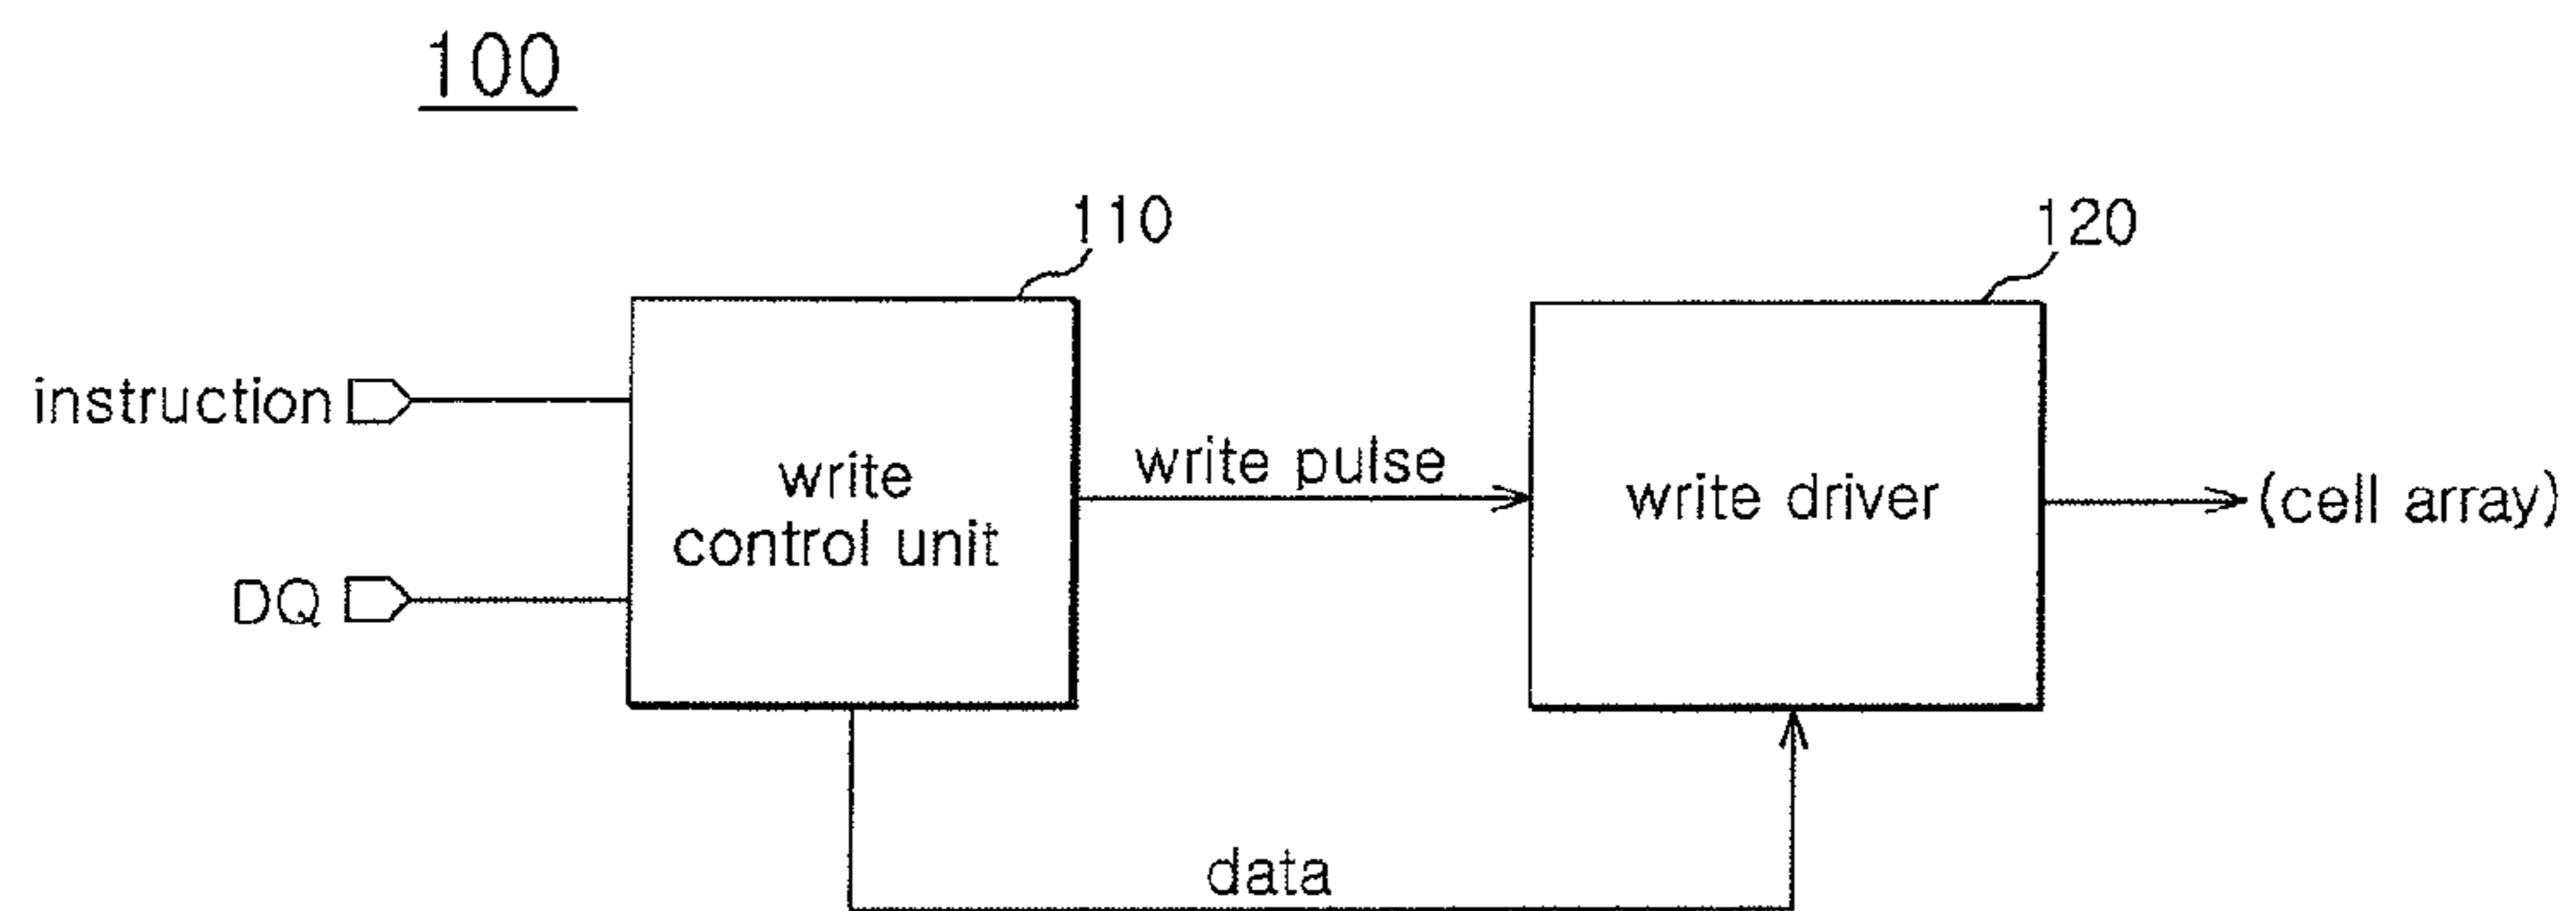 100
110
120
instruction
write pulse
write
control unit
write driver
(cell array)
DQ
data